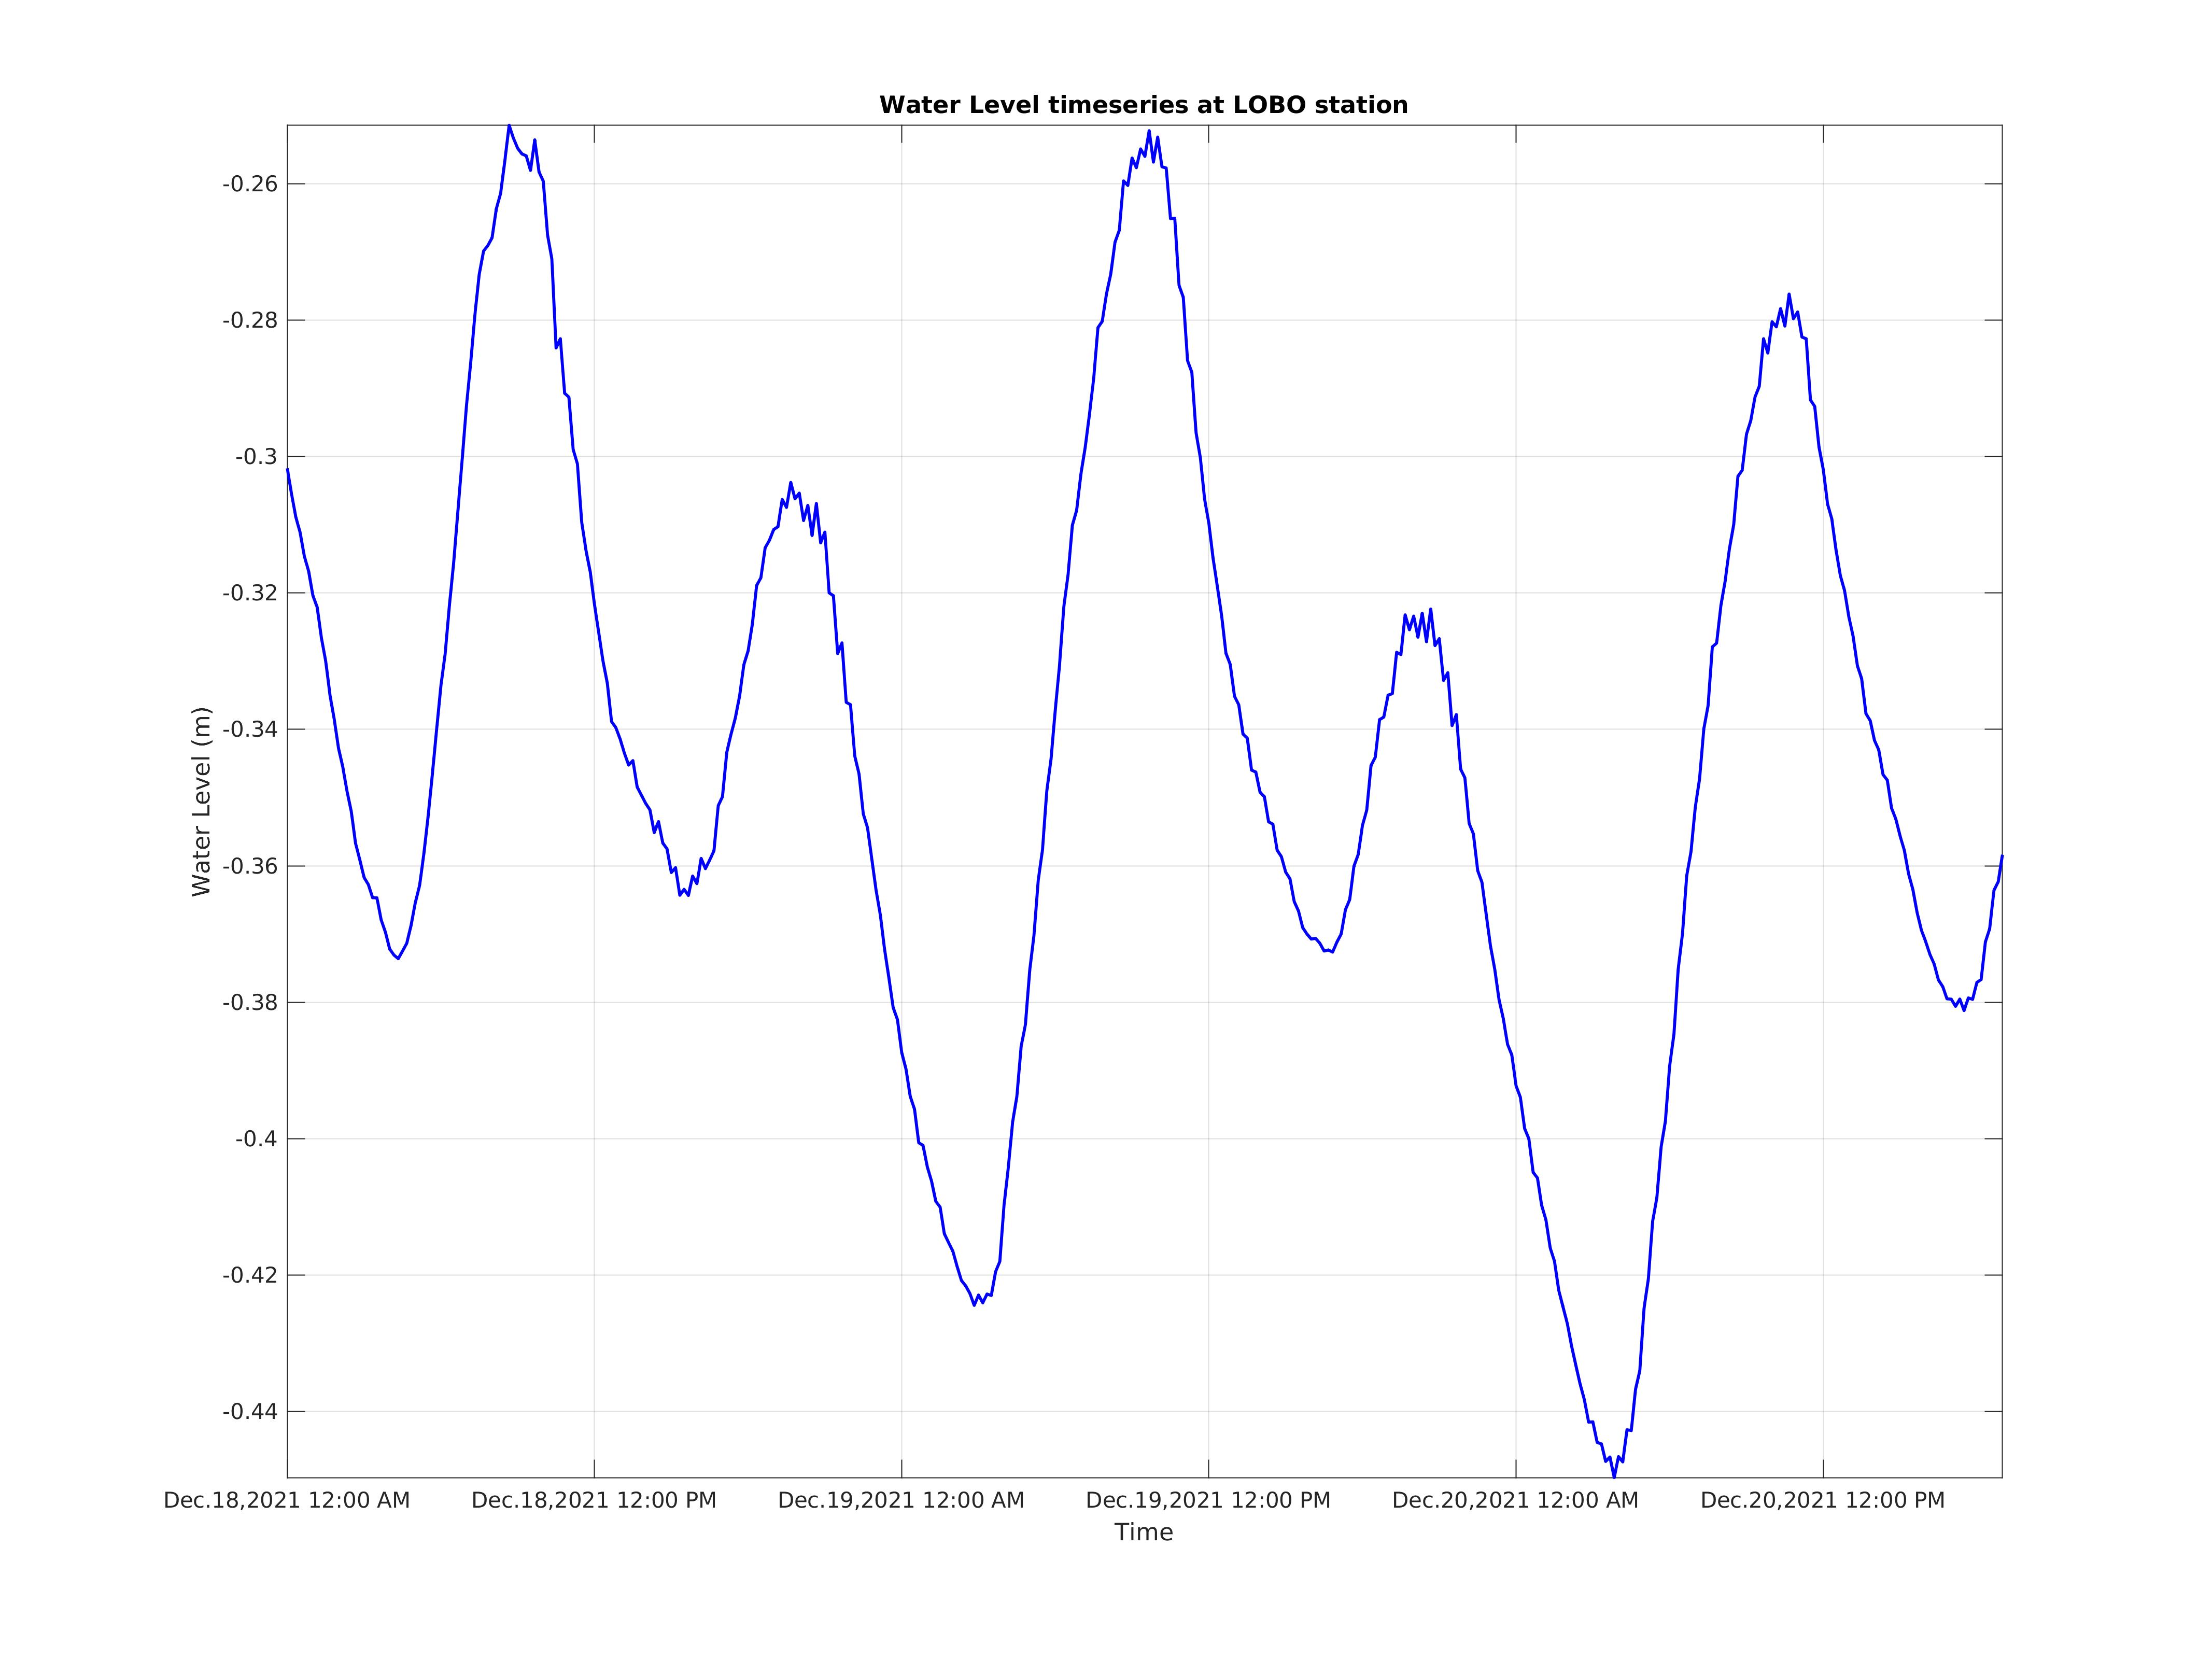 Water Level timeseries at LOBO station
-0.26
-0.28
-0.3
-0.32
-0.34
-0.36
-0.38
-0.4
-0.42
-0.44
Water Level (m)
Dec.18,2021 12:00 AM
Dec.18,2021 12:00 PM
Dec.19,2021 12:00 AM
Dec.19,2021 12:00 PM
Dec.20,2021 12:00 AM
Dec.20,2021 12:00 PM
Time